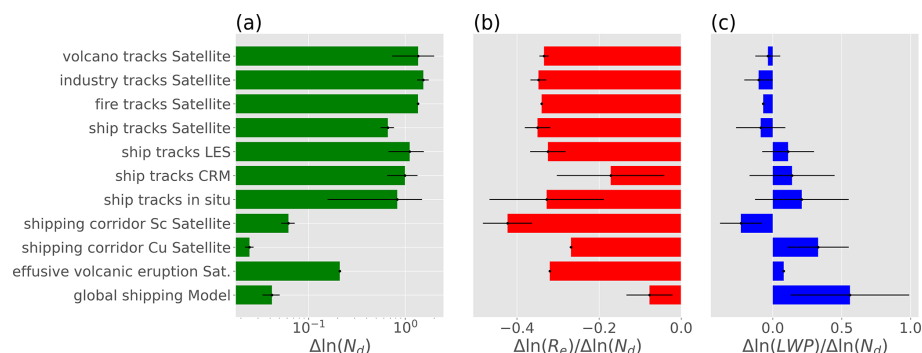 (a) (b) (c)
volcano tracks Satellite
industry tracks Satellite
fire tracks Satellite
ship tracks Satellite
ship tracks LES
ship tracks CRM
ship tracks in situ
shipping corridor Sc Satellite
shipping corridor Cu Satellite
effusive volcanic eruption Sat.
global shipping Model
10⁻¹ 10⁰ −0.4 −0.2 0.0 0.0 0.5 1.0
Δln(N_d) Δln(R_e)/Δln(N_d) Δln(LWP)/Δln(N_d)